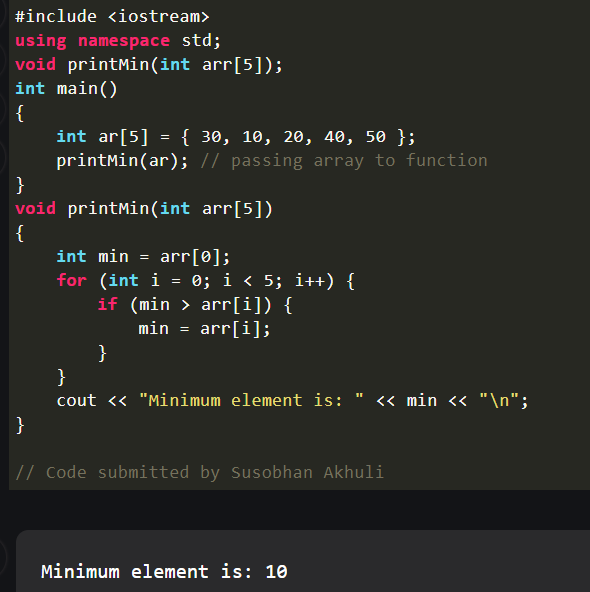 #include <iostream>
using namespace std;
void printMin(int arr[5]);
int main()
{
    int ar[5] = { 30, 10, 20, 40, 50 };
    printMin(ar); // passing array to function
}
void printMin(int arr[5])
{
    int min = arr[0];
    for (int i = 0; i < 5; i++) {
        if (min > arr[i]) {
            min = arr[i];
        }
    }
    cout << "Minimum element is: " << min << "\n";
}
// Code submitted by Susobhan Akhuli
Minimum element is: 10